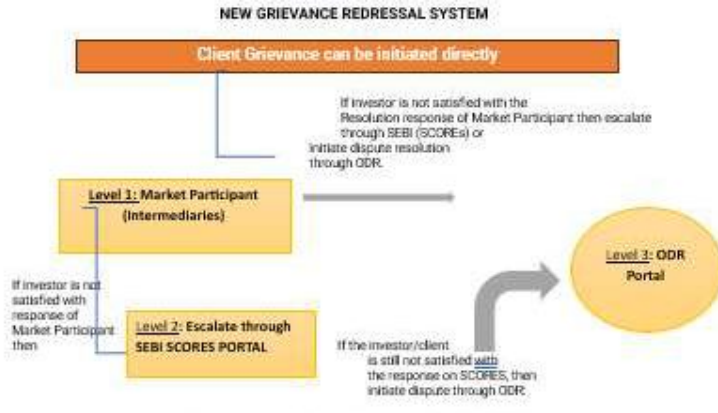 NEW GRIEVANCE REDRESSAL SYSTEM
Client Grievance can be initiated directly
If investor is not satisfied with the
Resolution response of Market Participant then escalate
through SEBI (SCOREs) or
initiate dispute resolution
through ODR.
Level 1: Market Participant
(Intermediaries)
Level 3: ODR
Portal
If investor is not
satisfied with
response of
Market Participant
then
Level 2: Escalate through
SEBI SCORES PORTAL
If the investor/client
is still not satisfied with
the response on SCORES, then
initiate dispute through ODR